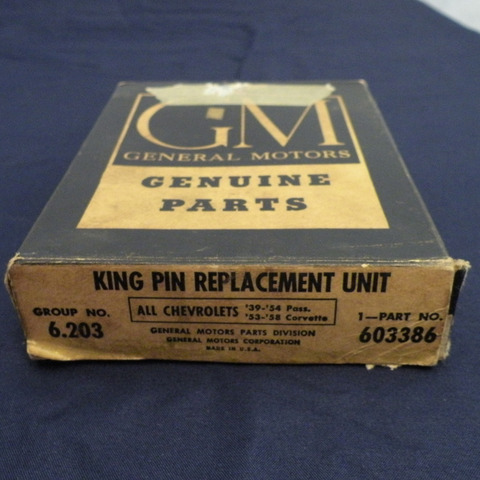 GM
GENERAL MOTORS
GENUINE
PARTS
KING PIN REPLACEMENT UNIT
GROUP NO.
6.203
ALL CHEVROLETS '39-'54 Pass.
'53-'58 Corvette
1—PART NO.
603386
GENERAL MOTORS PARTS DIVISION
GENERAL MOTORS CORPORATION
MADE IN U.S.A.